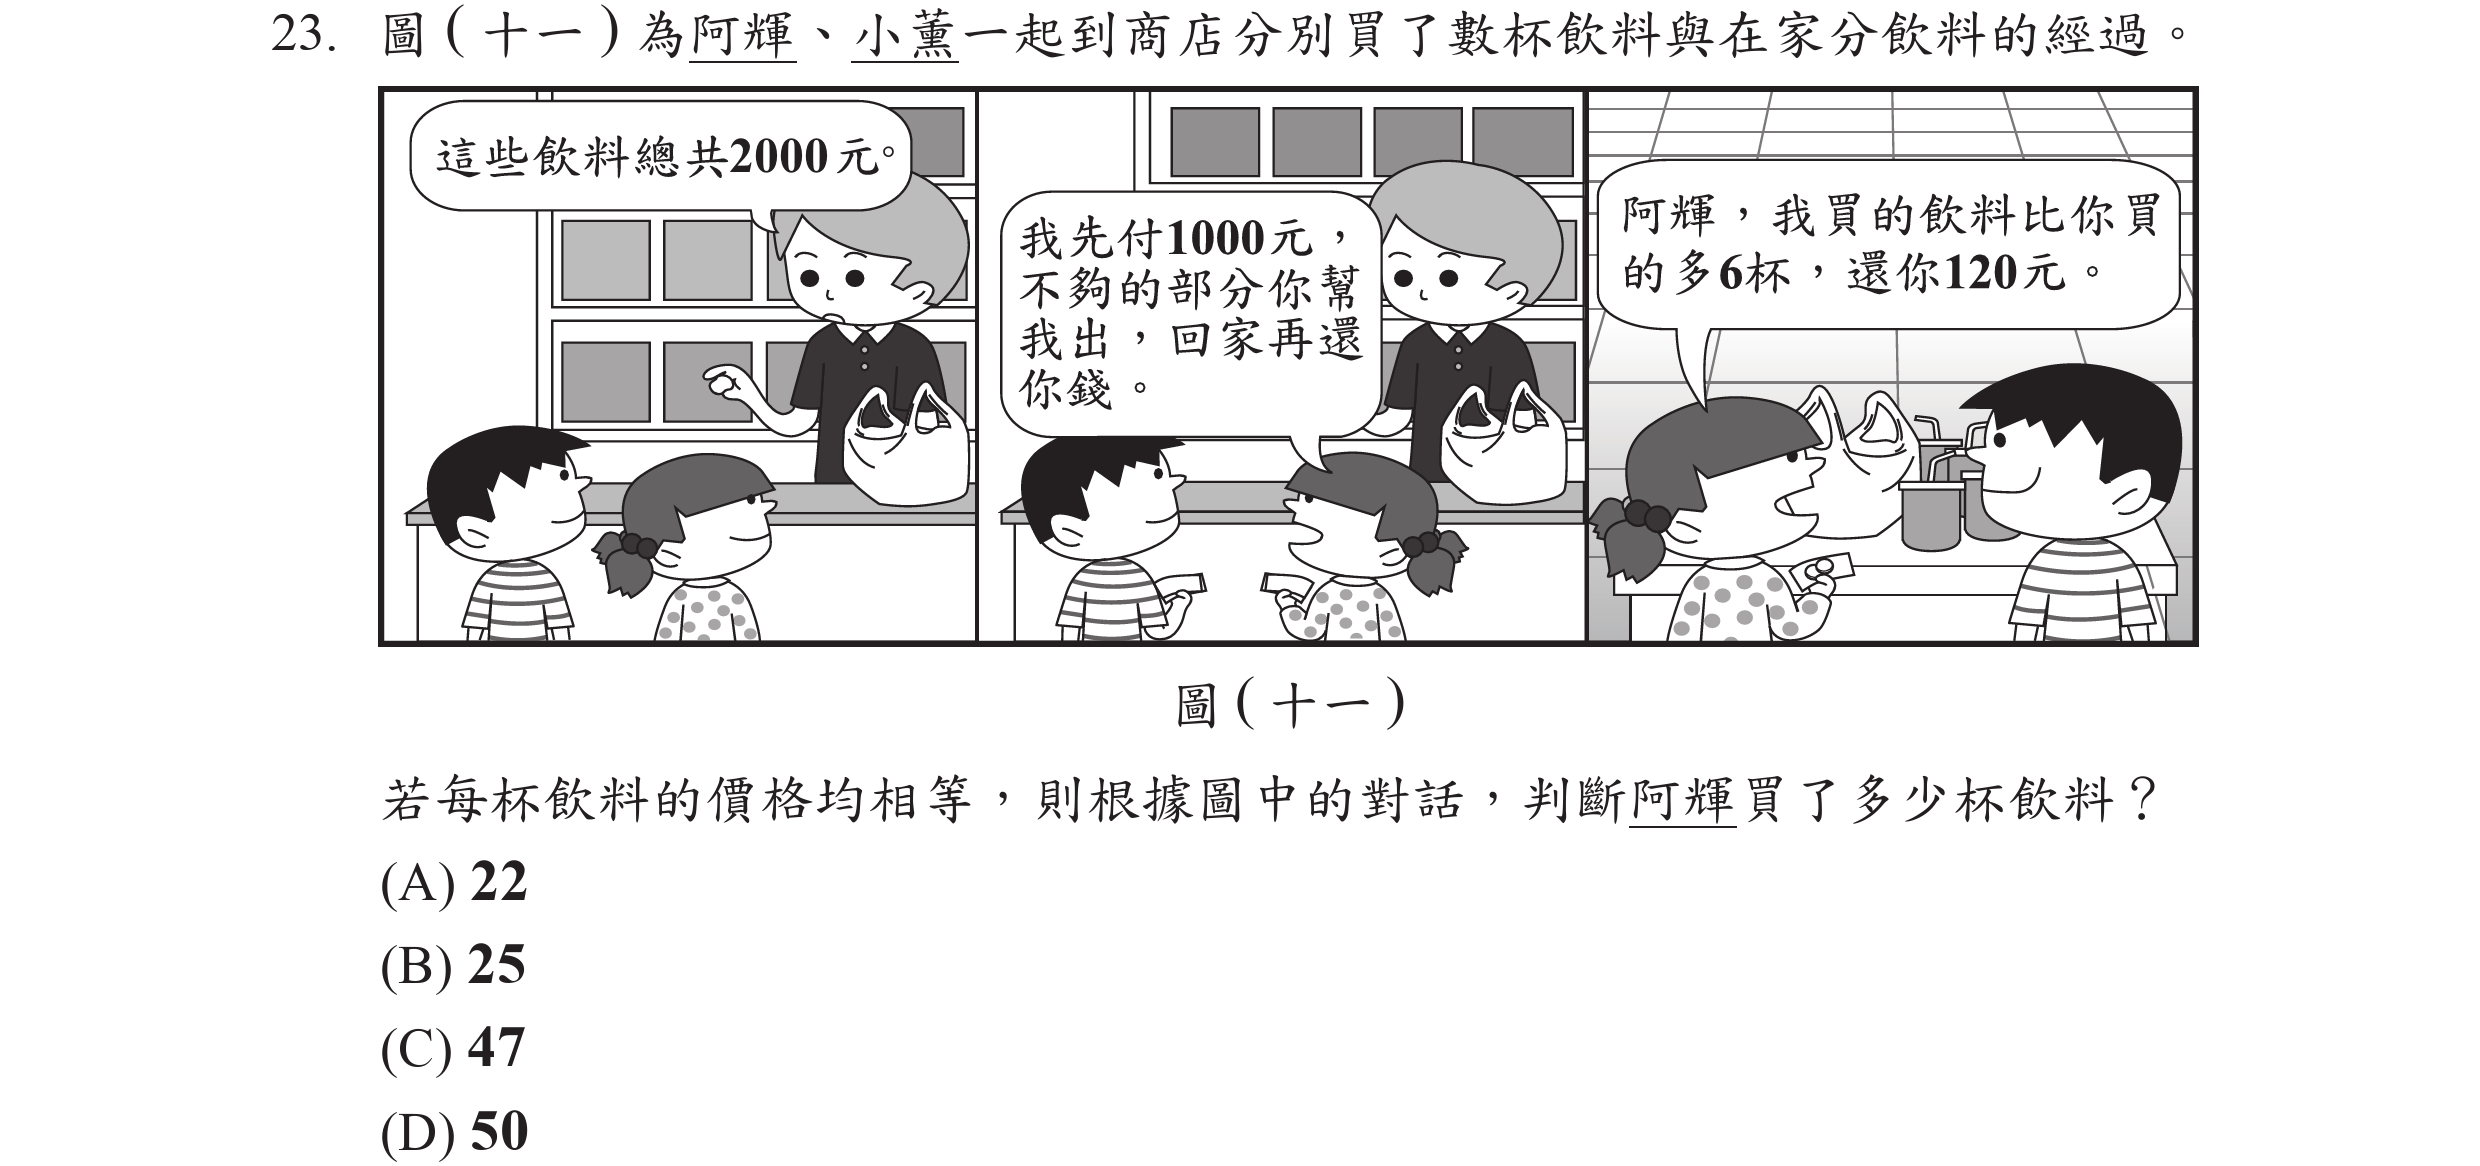 23. 圖(十一)為阿輝、小薰一起到商店分別買了數杯飲料與在家分飲料的經過。
這些飲料總共2000元。
我先付1000元，
不夠的部分你幫
我出，回家再還
你錢。
阿輝，我買的飲料比你買
的多6杯，還你120元。
圖(十一)
若每杯飲料的價格均相等，則根據圖中的對話，判斷阿輝買了多少杯飲料？
(A) 22
(B) 25
(C) 47
(D) 50